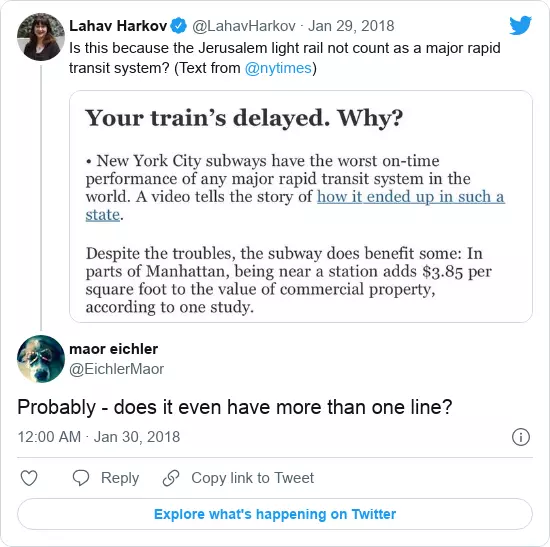 Lahav Harkov @LahavHarkov · Jan 29, 2018
Is this because the Jerusalem light rail not count as a major rapid
transit system? (Text from @nytimes)
Your train's delayed. Why?
• New York City subways have the worst on-time
performance of any major rapid transit system in the
world. A video tells the story of how it ended up in such a
state.
Despite the troubles, the subway does benefit some: In
parts of Manhattan, being near a station adds $3.85 per
square foot to the value of commercial property,
according to one study.
maor eichler
@EichlerMaor
Probably - does it even have more than one line?
12:00 AM · Jan 30, 2018
Reply
Copy link to Tweet
Explore what's happening on Twitter